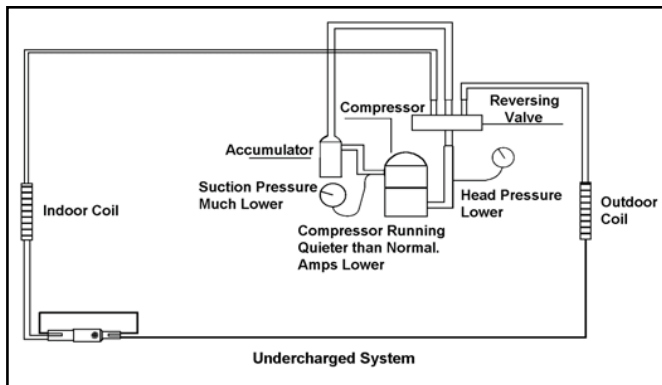 Compressor
Reversing
Valve
Accumulator
Suction Pressure
Much Lower
Head Pressure
Lower
Indoor Coil
Outdoor
Coil
Compressor Running
Quieter than Normal.
Amps Lower
Undercharged System